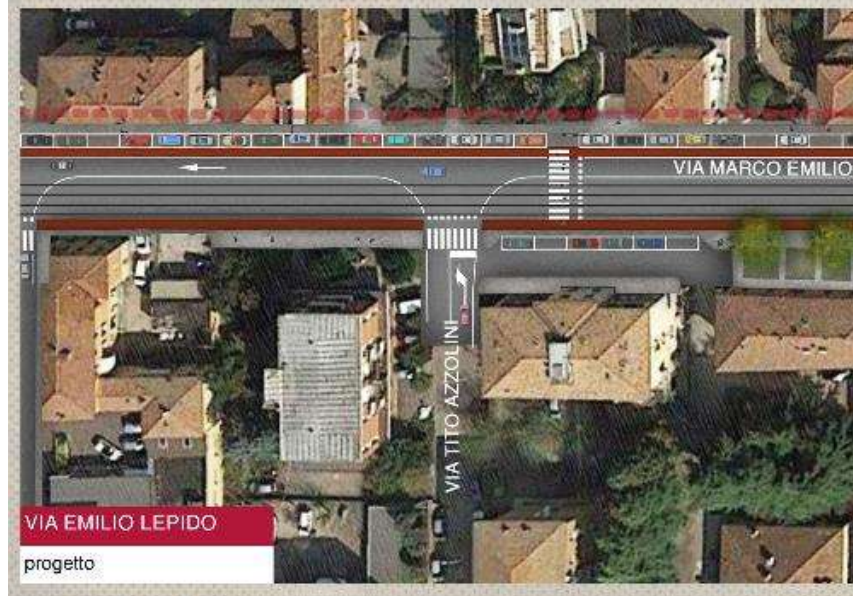 VIA MARCO EMILIO
VIA TITO AZZOLINI
VIA EMILIO LEPIDO
progetto